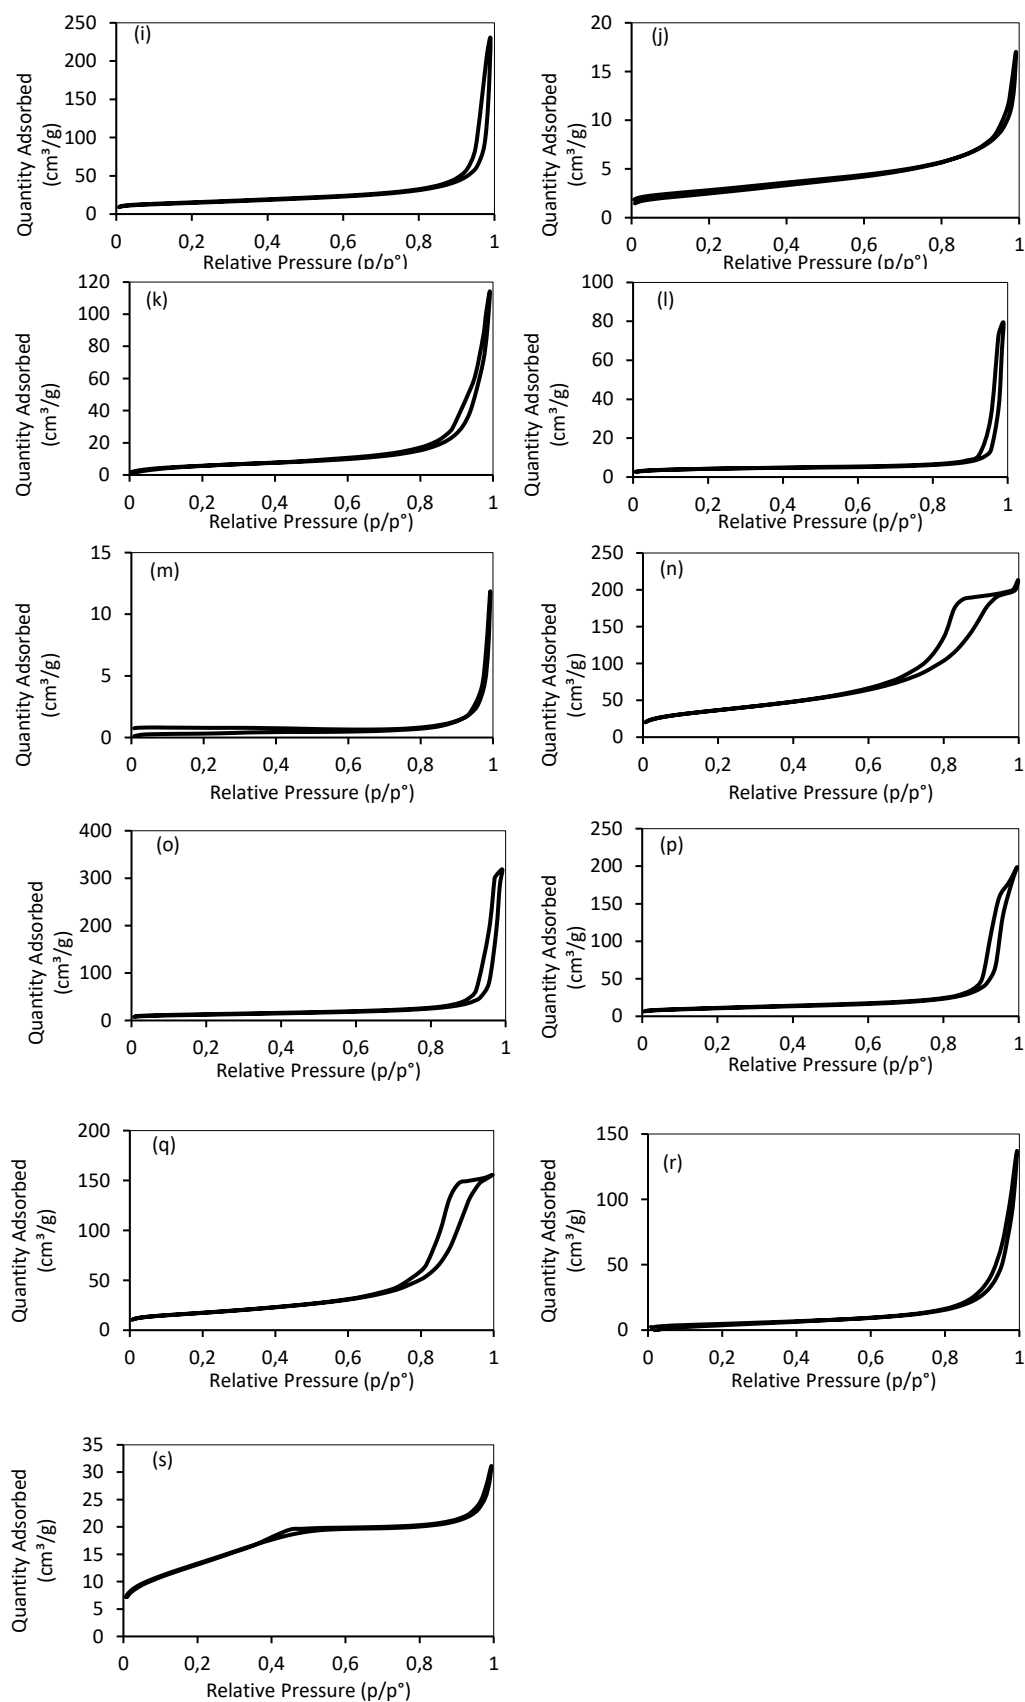 (i)
Quantity Adsorbed
(cm³/g)
250
200
150
100
50
0
0 0,2 0,4 0,6 0,8 1
Relative Pressure (p/p°)
(j)
Quantity Adsorbed
(cm³/g)
20
15
10
5
0
0 0,2 0,4 0,6 0,8 1
Relative Pressure (p/p°)
(k)
Quantity Adsorbed
(cm³/g)
120
100
80
60
40
20
0
0 0,2 0,4 0,6 0,8 1
Relative Pressure (p/p°)
(l)
Quantity Adsorbed
(cm³/g)
100
80
60
40
20
0
0 0,2 0,4 0,6 0,8 1
Relative Pressure (p/p°)
(m)
Quantity Adsorbed
(cm³/g)
15
10
5
0
0 0,2 0,4 0,6 0,8 1
Relative Pressure (p/p°)
(n)
Quantity Adsorbed
(cm³/g)
250
200
150
100
50
0
0 0,2 0,4 0,6 0,8 1
Relative Pressure (p/p°)
(o)
Quantity Adsorbed
(cm³/g)
400
300
200
100
0
0 0,2 0,4 0,6 0,8 1
Relative Pressure (p/p°)
(p)
Quantity Adsorbed
(cm³/g)
250
200
150
100
50
0
0 0,2 0,4 0,6 0,8 1
Relative Pressure (p/p°)
(q)
Quantity Adsorbed
(cm³/g)
200
150
100
50
0
0 0,2 0,4 0,6 0,8 1
Relative Pressure (p/p°)
(r)
Quantity Adsorbed
(cm³/g)
150
100
50
0
0 0,2 0,4 0,6 0,8 1
Relative Pressure (p/p°)
(s)
Quantity Adsorbed
(cm³/g)
35
30
25
20
15
10
5
0
0 0,2 0,4 0,6 0,8 1
Relative Pressure (p/p°)